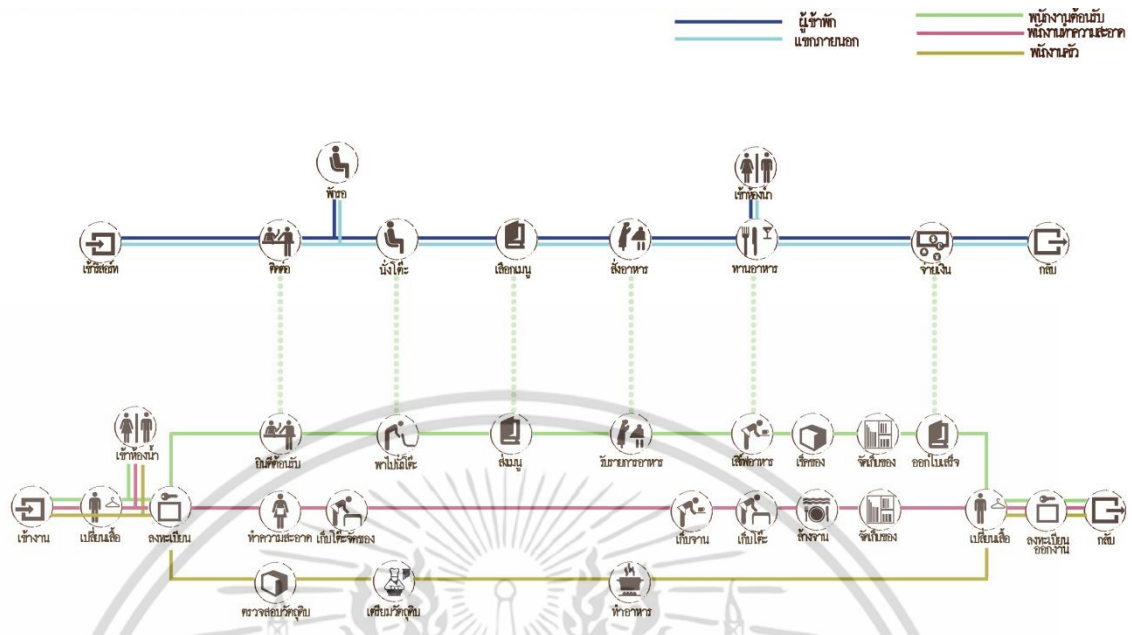 ผู้เข้าพัก
แขกภายนอก
พนักงานต้อนรับ
พนักงานทำความสะอาด
พนักงานครัว
พักรอ
เข้าห้องน้ำ
เข้ารีสอร์ท
ติดต่อ
นั่งโต๊ะ
เลือกเมนู
สั่งอาหาร
ทานอาหาร
จ่ายเงิน
กลับ
เข้าห้องน้ำ
ยินดีต้อนรับ
พาไปนั่งโต๊ะ
ส่งเมนู
รับรายการอาหาร
เสิร์ฟอาหาร
เช็คของ
จัดเก็บของ
ออกใบเสร็จ
เข้างาน
เปลี่ยนเสื้อ
ลงทะเบียน
ทำความสะอาด
เก็บโต๊ะจัดของ
เก็บจาน
เก็บโต๊ะ
ล้างจาน
จัดเก็บของ
เปลี่ยนเสื้อ
ลงทะเบียน
ออกงาน
กลับ
ตรวจสอบวัตถุดิบ
เตรียมวัตถุดิบ
ทำอาหาร